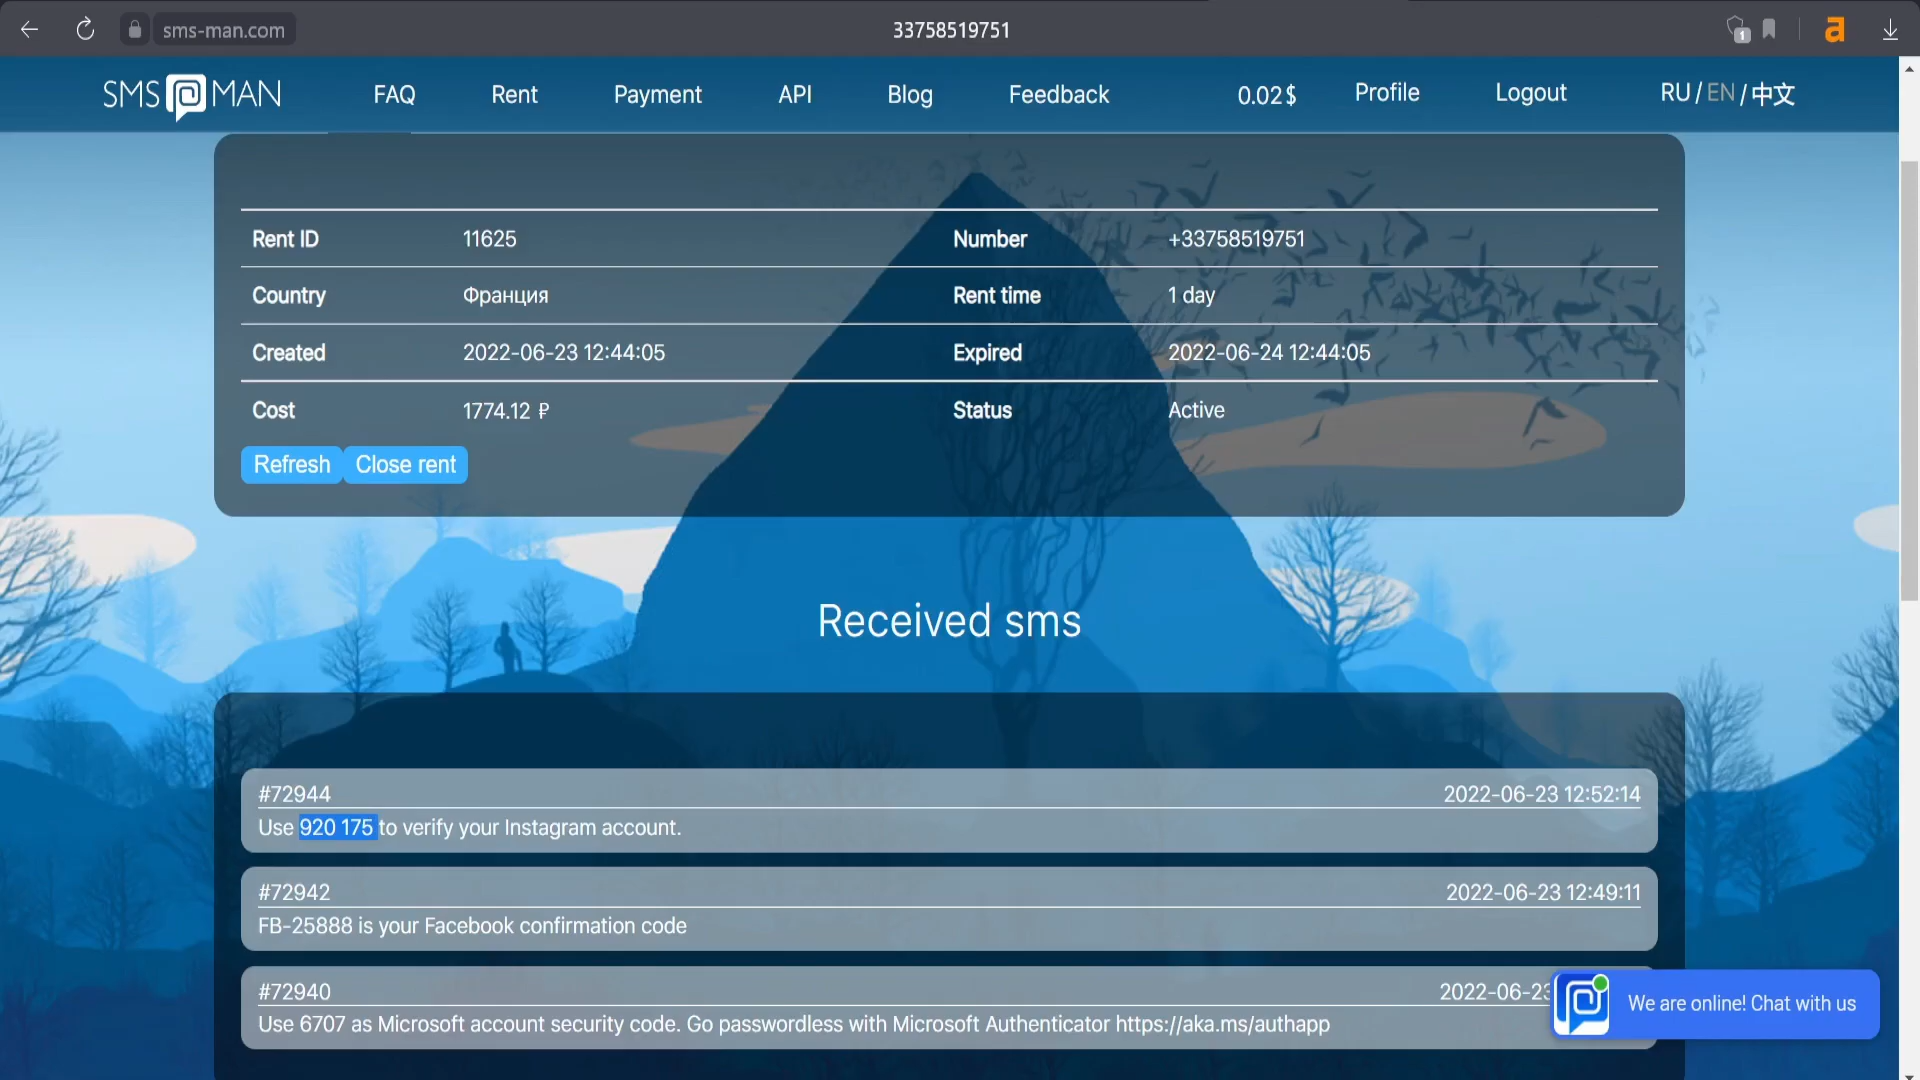 sms-man.com 33758519751 1 a
SMS MAN FAQ Rent Payment API Blog Feedback 0.02$ Profile Logout RU / EN / 中文
Rent ID 11625 Number +33758519751
Country Франция Rent time 1 day
Created 2022-06-23 12:44:05 Expired 2022-06-24 12:44:05
Cost 1774.12 ₽ Status Active
Refresh Close rent
Received sms
#72944 2022-06-23 12:52:14
Use 920 175 to verify your Instagram account.
#72942 2022-06-23 12:49:11
FB-25888 is your Facebook confirmation code
#72940 2022-06-23
Use 6707 as Microsoft account security code. Go passwordless with Microsoft Authenticator https://aka.ms/authapp
We are online! Chat with us